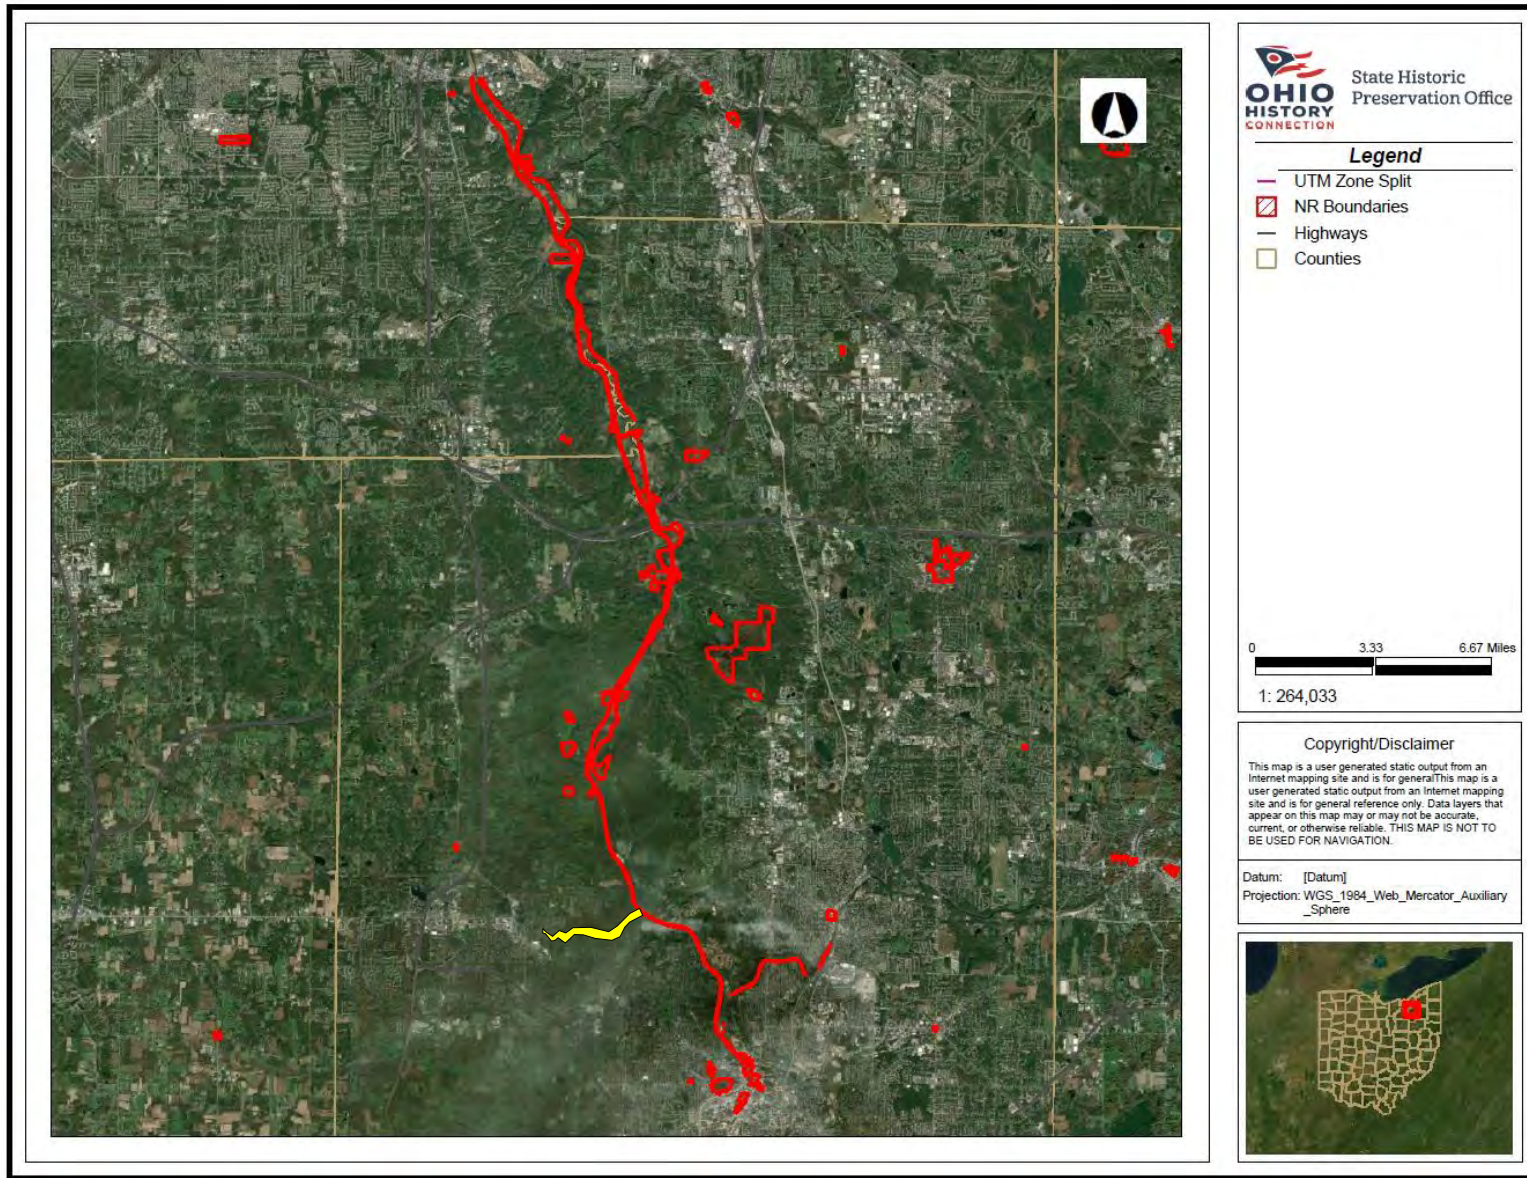 OHIO
HISTORY
CONNECTION
State Historic
Preservation Office
Legend
UTM Zone Split
NR Boundaries
Highways
Counties
0 3.33 6.67 Miles
1: 264,033
Copyright/Disclaimer
This map is a user generated static output from an
Internet mapping site and is for generalThis map is a
user generated static output from an Internet mapping
site and is for general reference only. Data layers that
appear on this map may or may not be accurate,
current, or otherwise reliable. THIS MAP IS NOT TO
BE USED FOR NAVIGATION.
Datum: [Datum]
Projection: WGS_1984_Web_Mercator_Auxiliary
_Sphere